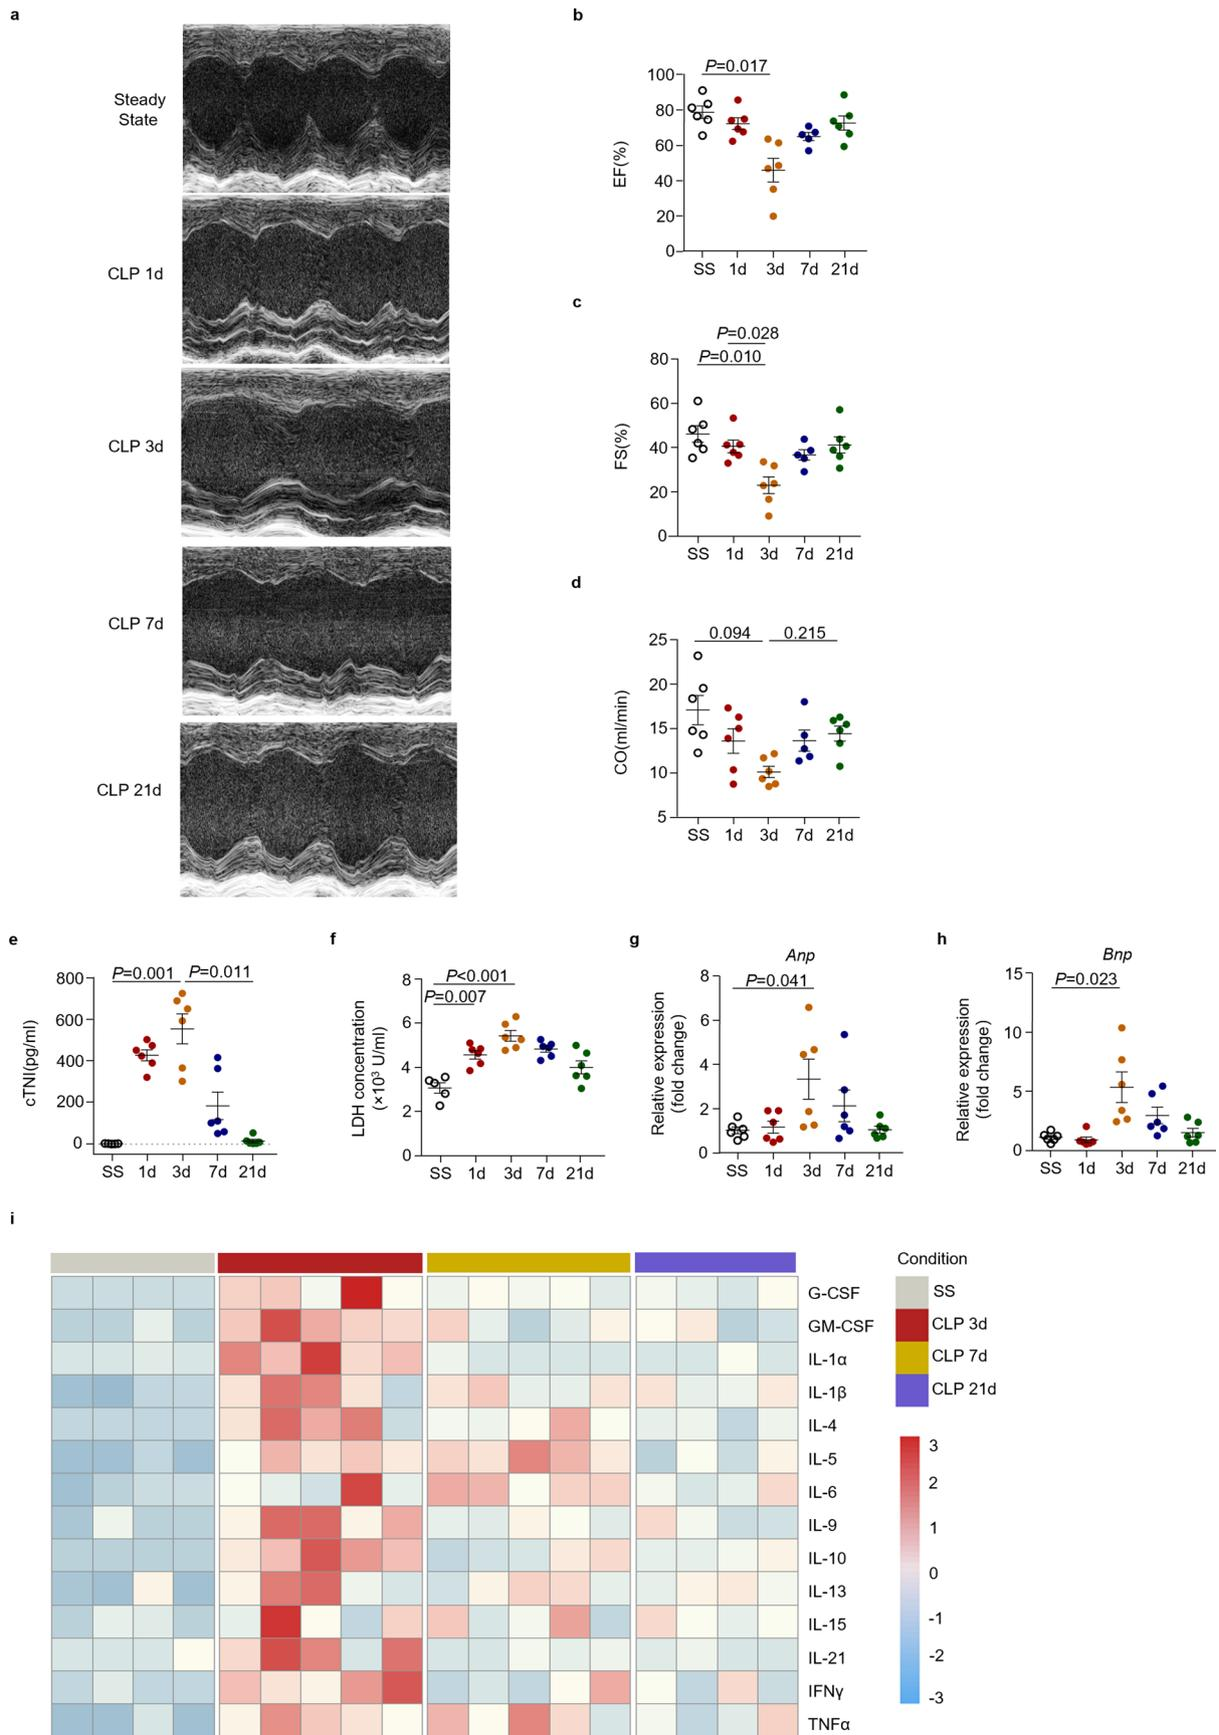 a
Steady
State
CLP 1d
CLP 3d
CLP 7d
CLP 21d
b
P=0.017
100
80
60
40
20
0
EF(%)
SS 1d 3d 7d 21d
c
P=0.028
P=0.010
80
60
40
20
0
FS(%)
SS 1d 3d 7d 21d
d
0.094 0.215
25
20
15
10
5
CO(ml/min)
SS 1d 3d 7d 21d
e
P=0.001 P=0.011
800
600
400
200
0
cTNI(pg/ml)
SS 1d 3d 7d 21d
f
P<0.001
P=0.007
8
6
4
2
0
LDH concentration
(×10³ U/ml)
SS 1d 3d 7d 21d
g
Anp
P=0.041
8
6
4
2
0
Relative expression
(fold change)
SS 1d 3d 7d 21d
h
Bnp
P=0.023
15
10
5
0
Relative expression
(fold change)
SS 1d 3d 7d 21d
i
G-CSF
GM-CSF
IL-1α
IL-1β
IL-4
IL-5
IL-6
IL-9
IL-10
IL-13
IL-15
IL-21
IFNγ
TNFα
Condition
SS
CLP 3d
CLP 7d
CLP 21d
3
2
1
0
-1
-2
-3